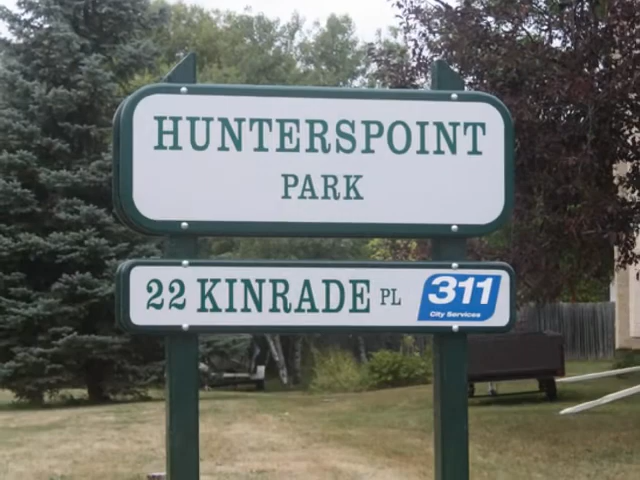 HUNTERSPOINT
PARK
22 KINRADE PL
311
City Services